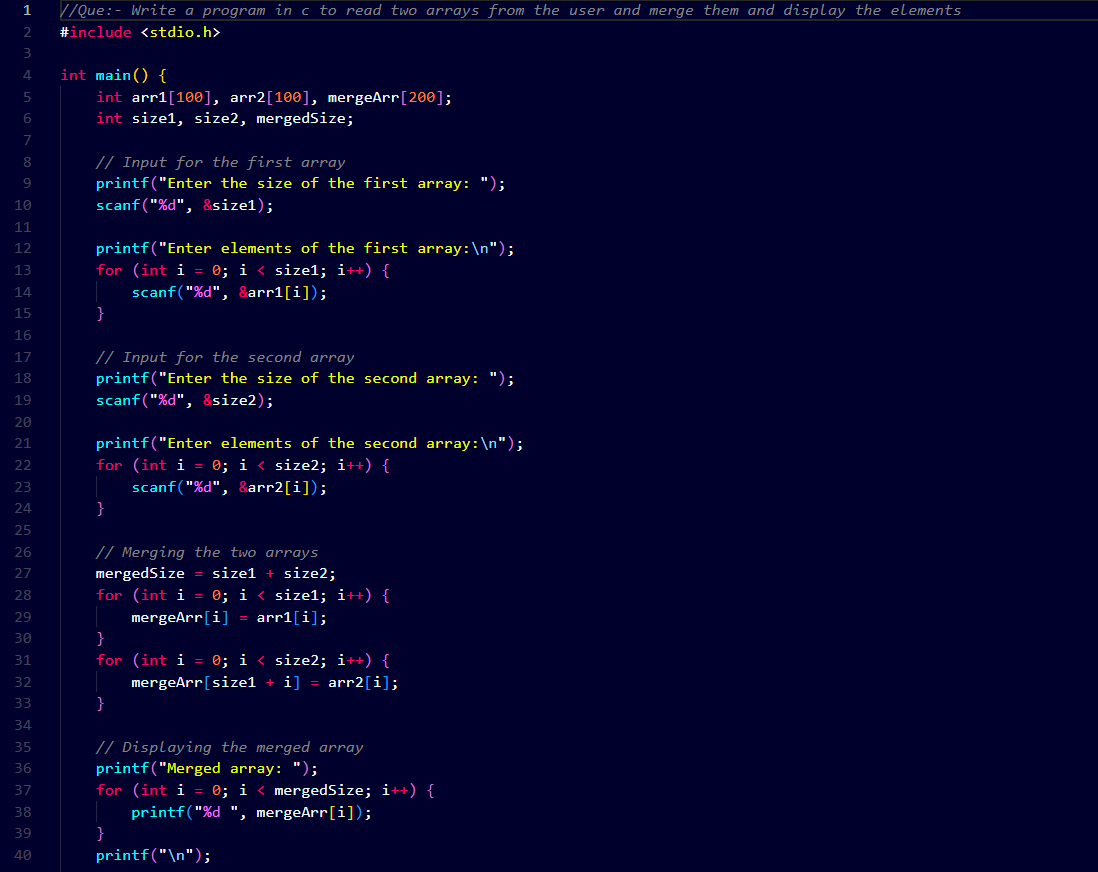 1 //Que:- Write a program in c to read two arrays from the user and merge them and display the elements
2 #include <stdio.h>
3
4 int main() {
5     int arr1[100], arr2[100], mergeArr[200];
6     int size1, size2, mergedSize;
7
8     // Input for the first array
9     printf("Enter the size of the first array: ");
10     scanf("%d", &size1);
11
12     printf("Enter elements of the first array:\n");
13     for (int i = 0; i < size1; i++) {
14         scanf("%d", &arr1[i]);
15     }
16
17     // Input for the second array
18     printf("Enter the size of the second array: ");
19     scanf("%d", &size2);
20
21     printf("Enter elements of the second array:\n");
22     for (int i = 0; i < size2; i++) {
23         scanf("%d", &arr2[i]);
24     }
25
26     // Merging the two arrays
27     mergedSize = size1 + size2;
28     for (int i = 0; i < size1; i++) {
29         mergeArr[i] = arr1[i];
30     }
31     for (int i = 0; i < size2; i++) {
32         mergeArr[size1 + i] = arr2[i];
33     }
34
35     // Displaying the merged array
36     printf("Merged array: ");
37     for (int i = 0; i < mergedSize; i++) {
38         printf("%d ", mergeArr[i]);
39     }
40     printf("\n");